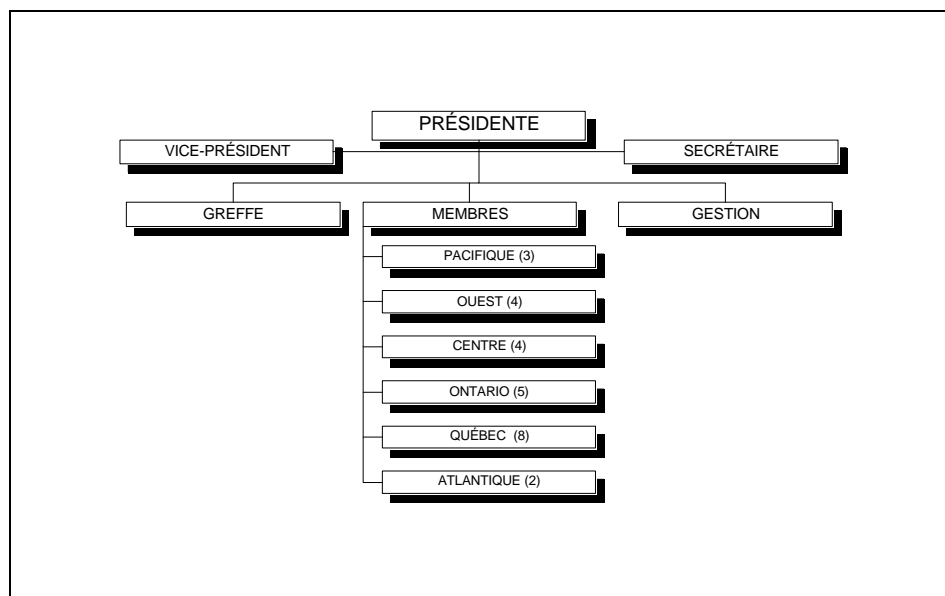 PRÉSIDENTE
VICE-PRÉSIDENT
SECRÉTAIRE
GREFFE
MEMBRES
GESTION
PACIFIQUE (3)
OUEST (4)
CENTRE (4)
ONTARIO (5)
QUÉBEC (8)
ATLANTIQUE (2)